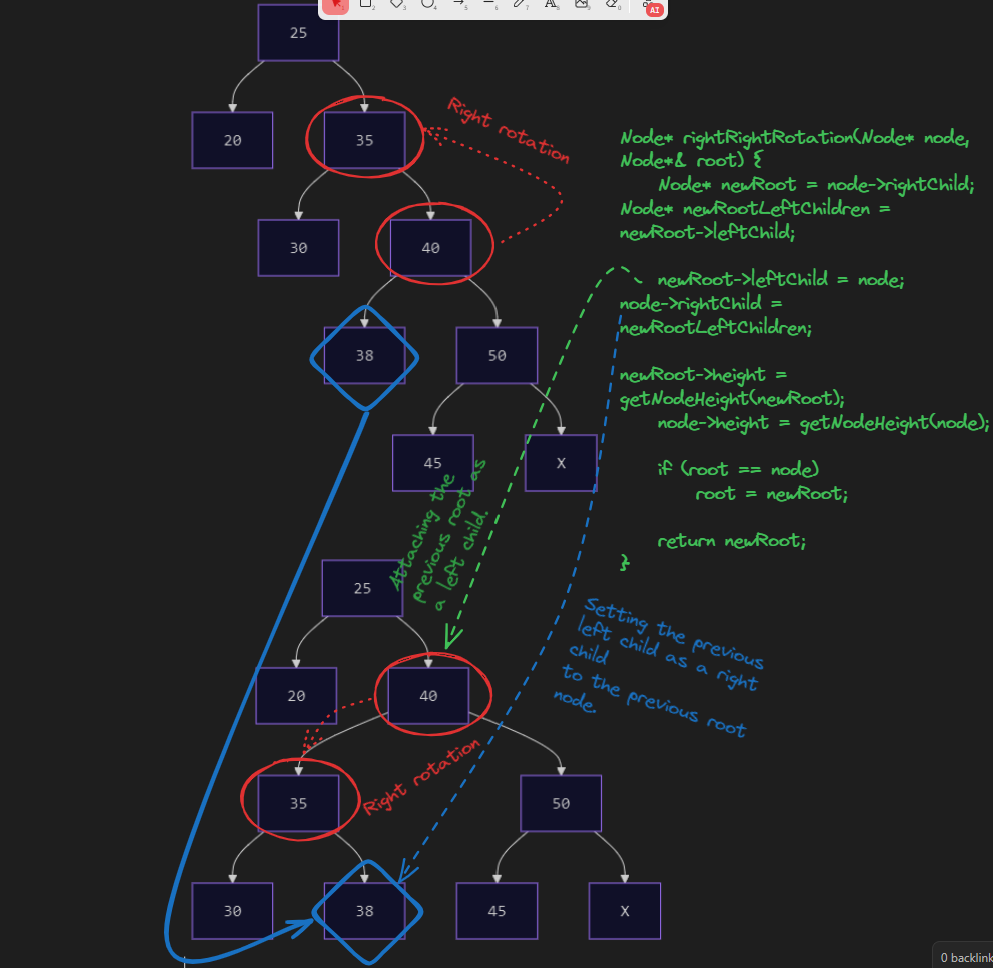 AI
25
20
35
Right rotation
30
40
38
50
45
X
Node* rightRightRotation(Node* node,
Node*& root) {
Node* newRoot = node->rightChild;
Node* newRootLeftChildren =
newRoot->leftChild;
newRoot->leftChild = node;
node->rightChild =
newRootLeftChildren;
newRoot->height =
getNodeHeight(newRoot);
node->height = getNodeHeight(node);
if (root == node)
root = newRoot;
return newRoot;
}
Attaching the
previous root as
a left child.
Setting the previous
left child as a right
child
to the previous root
node.
25
20
40
Right rotation
35
50
30
38
45
X
0 backlink